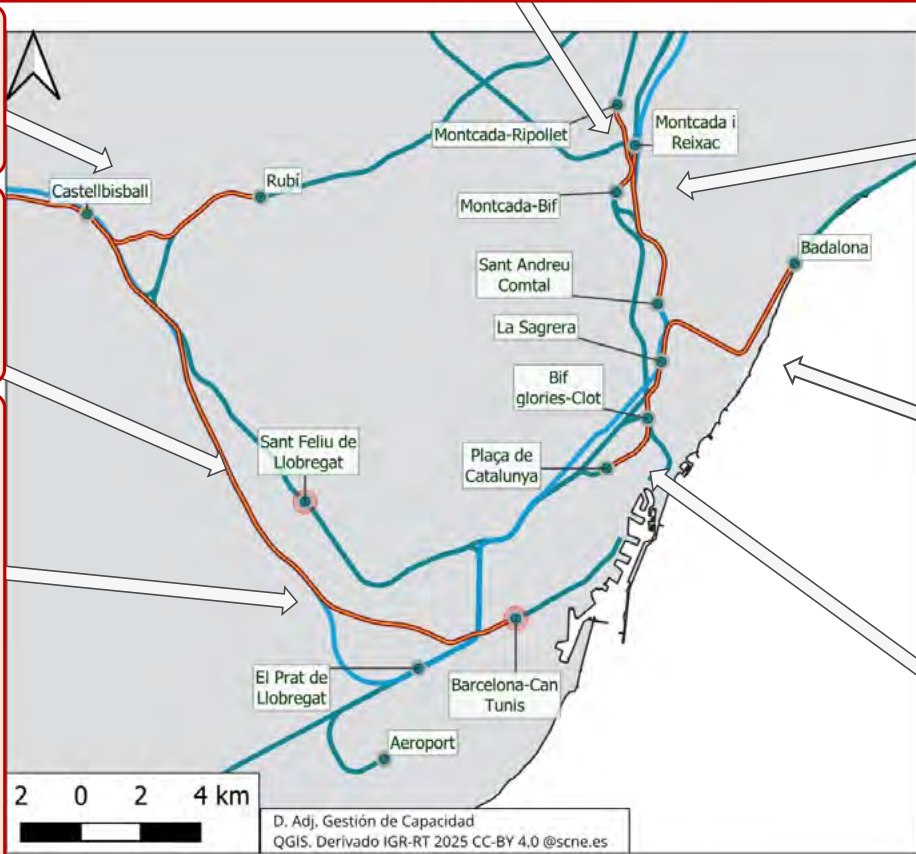 Montcada-Ripollet
Montcada i
Reixac
Rubí
Castellbisball
Montcada-Bif
Badalona
Sant Andreu
Comtal
La Sagrera
Bif
glories-Clot
Sant Feliu de
Llobregat
Plaça de
Catalunya
El Prat de
Llobregat
Barcelona-Can
Tunis
Aeroport
2 0 2 4 km
D. Adj. Gestión de Capacidad
QGIS. Derivado IGR-RT 2025 CC-BY 4.0 @scne.es